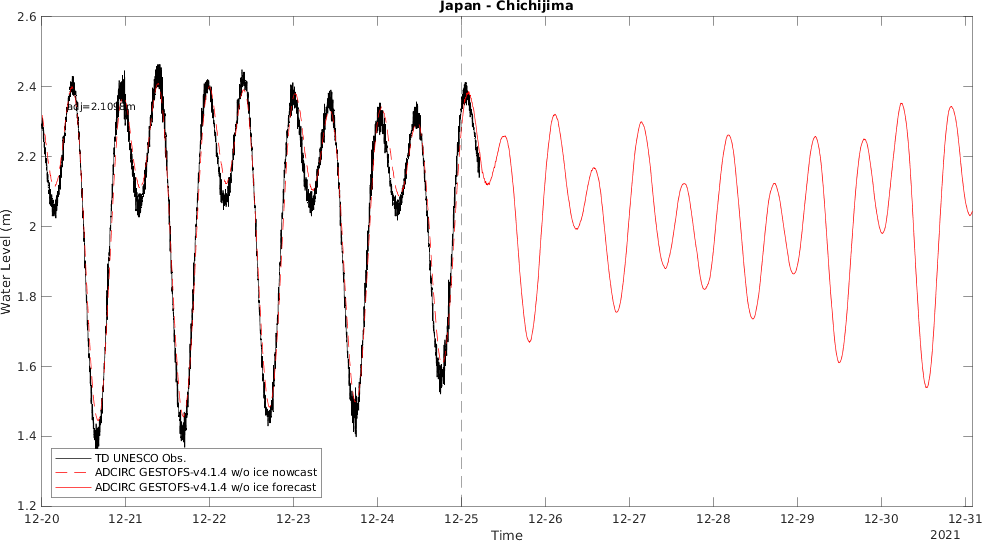 Japan - Chichijima
2.6
2.4
2.2
2
1.8
1.6
1.4
1.2
Water Level (m)
TD UNESCO Obs.
ADCIRC GESTOFS-v4.1.4 w/o ice nowcast
ADCIRC GESTOFS-v4.1.4 w/o ice forecast
12-20 12-21 12-22 12-23 12-24 12-25 12-26 12-27 12-28 12-29 12-30 12-31
Time
2021